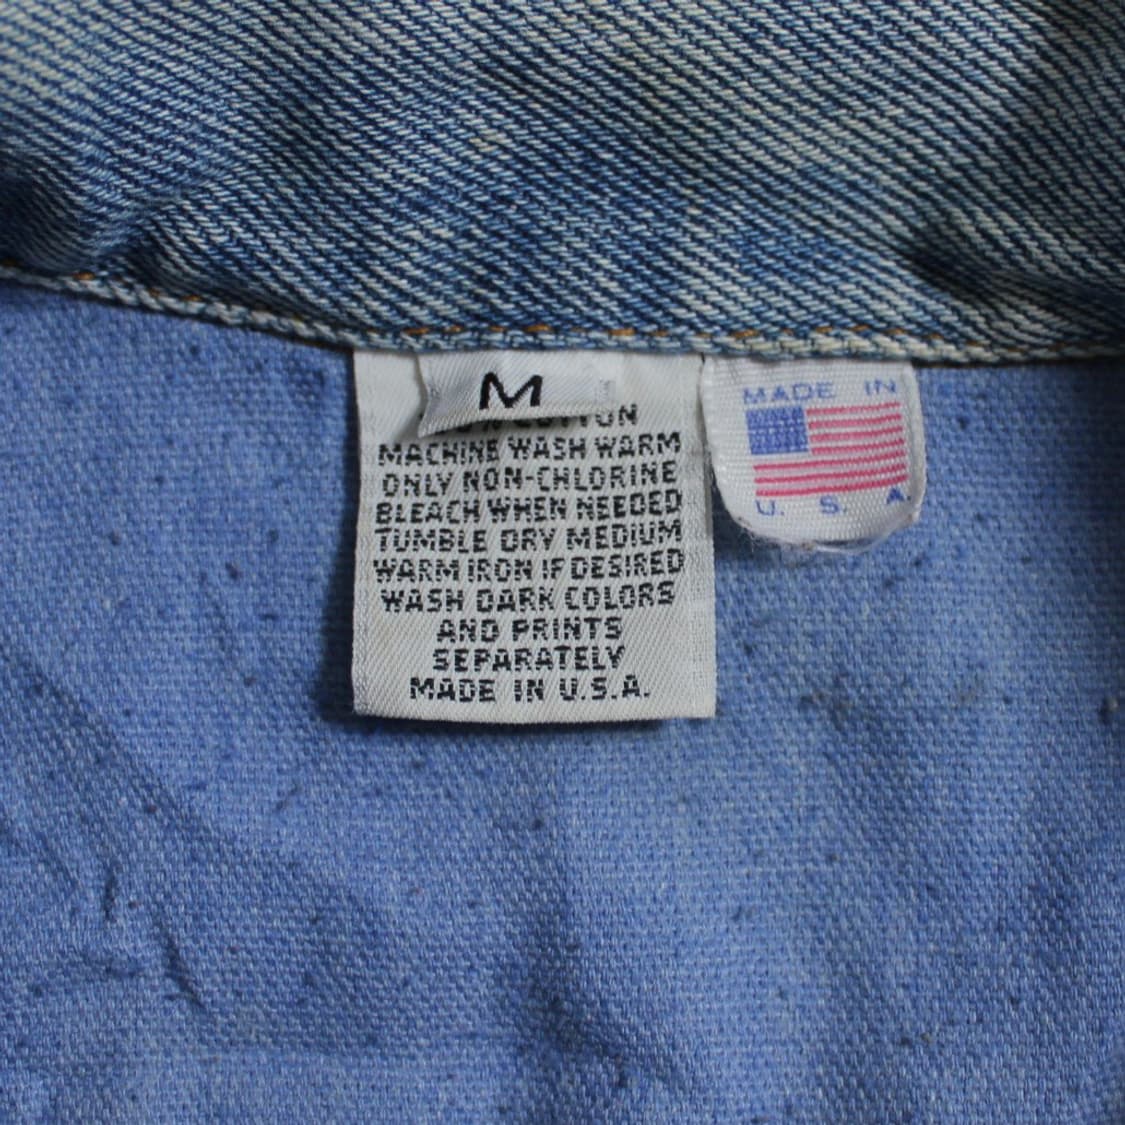 M
% COTTON
MACHINE WASH WARM
ONLY NON-CHLORINE
BLEACH WHEN NEEDED
TUMBLE DRY MEDIUM
WARM IRON IF DESIRED
WASH DARK COLORS
AND PRINTS
SEPARATELY
MADE IN U.S.A.
MADE IN
U. S. A.